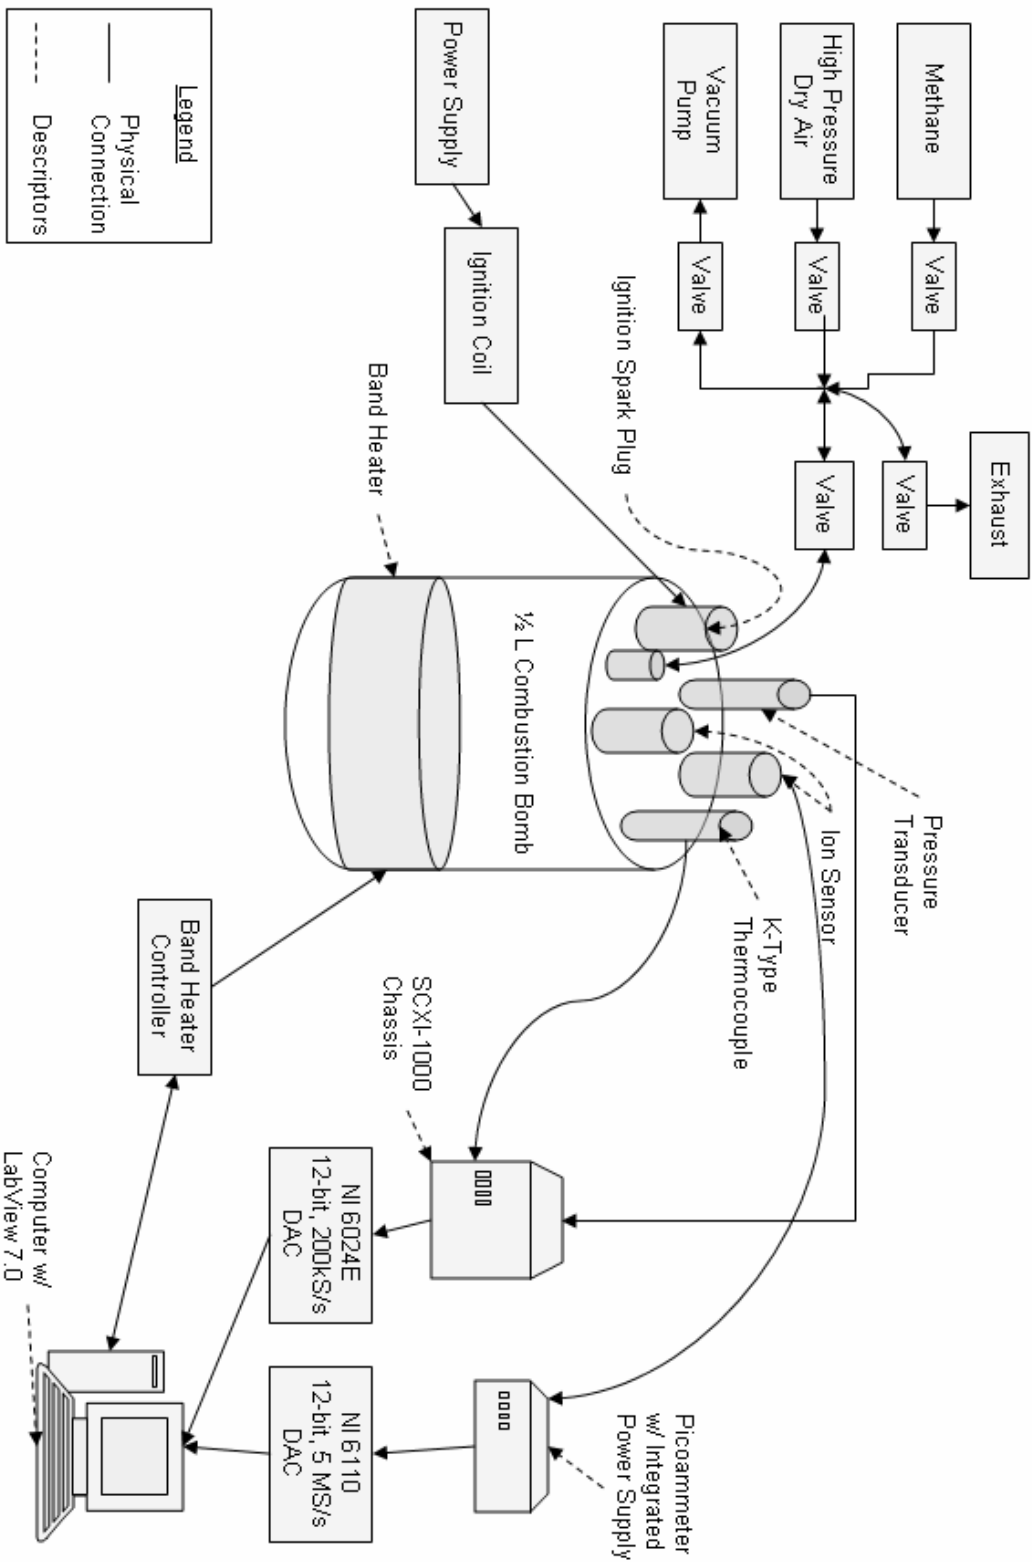 Methane
High Pressure
Dry Air
Vacuum
Pump
Valve
Valve
Valve
Exhaust
Valve
Valve
Power Supply
Ignition Coil
Ignition Spark Plug
Band Heater
½ L Combustion Bomb
Pressure
Transducer
Ion Sensor
K-Type
Thermocouple
Band Heater
Controller
SCXI-1000
Chassis
NI 6024E
12-bit, 200kS/s
DAC
NI 6110
12-bit, 5 MS/s
DAC
Picoammeter
w/ Integrated
Power Supply
Computer w/
LabView 7.0
Legend
Physical
Connection
Descriptors